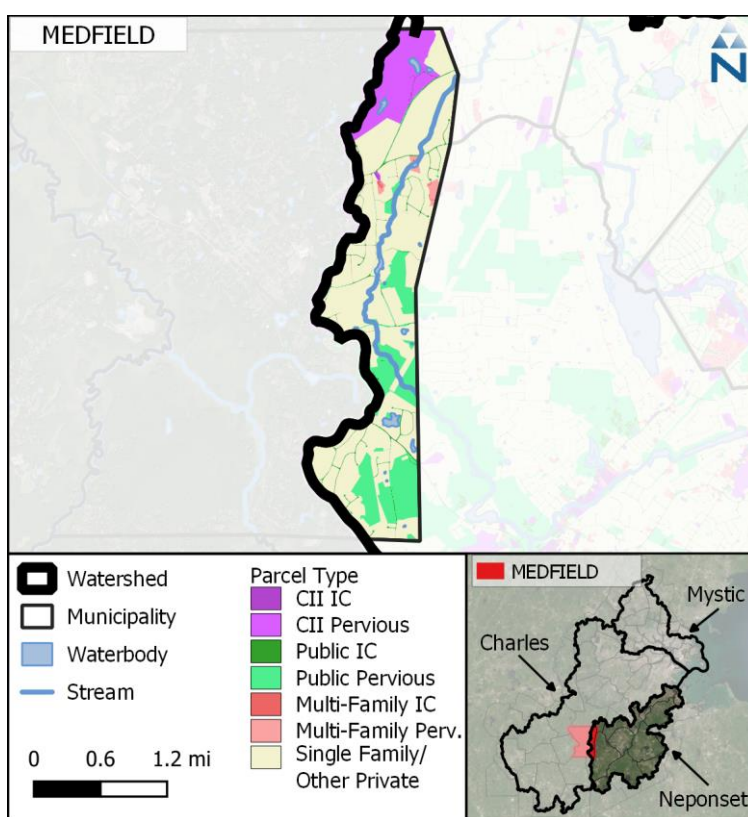 MEDFIELD
N
Watershed
Municipality
Waterbody
Stream
0 0.6 1.2 mi
Parcel Type
CII IC
CII Pervious
Public IC
Public Pervious
Multi-Family IC
Multi-Family Perv.
Single Family/
Other Private
MEDFIELD
Mystic
Charles
Neponset